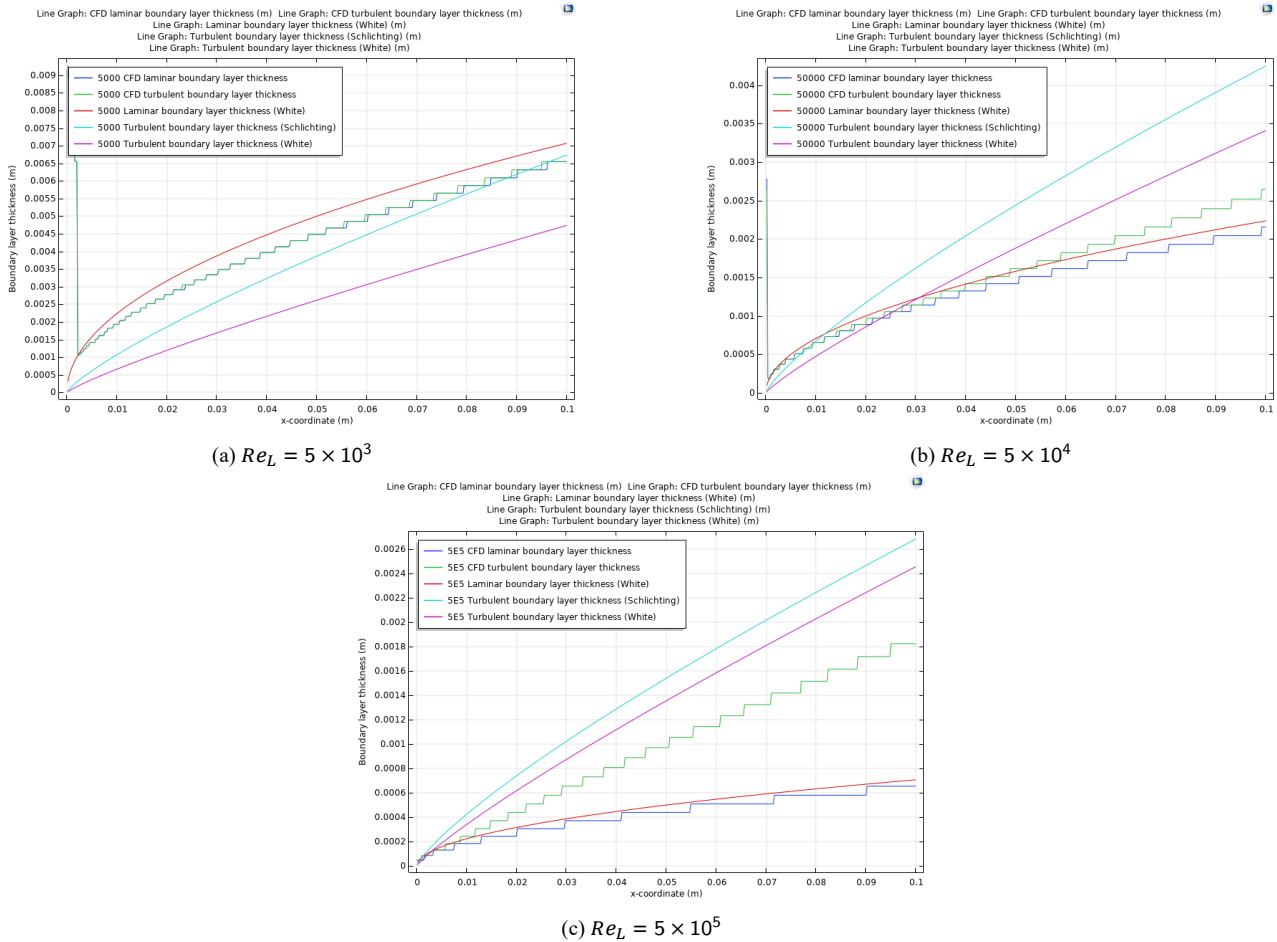 Line Graph: CFD laminar boundary layer thickness (m) Line Graph: CFD turbulent boundary layer thickness (m)
Line Graph: Laminar boundary layer thickness (White) (m)
Line Graph: Turbulent boundary layer thickness (Schlichting) (m)
Line Graph: Turbulent boundary layer thickness (White) (m)
5000 CFD laminar boundary layer thickness
5000 CFD turbulent boundary layer thickness
5000 Laminar boundary layer thickness (White)
5000 Turbulent boundary layer thickness (Schlichting)
5000 Turbulent boundary layer thickness (White)
Boundary layer thickness (m)
0.009
0.0085
0.008
0.0075
0.007
0.0065
0.006
0.0055
0.005
0.0045
0.004
0.0035
0.003
0.0025
0.002
0.0015
0.001
0.0005
0
0 0.01 0.02 0.03 0.04 0.05 0.06 0.07 0.08 0.09 0.1
x-coordinate (m)
(a) Re_L = 5 × 10³
Line Graph: CFD laminar boundary layer thickness (m) Line Graph: CFD turbulent boundary layer thickness (m)
Line Graph: Laminar boundary layer thickness (White) (m)
Line Graph: Turbulent boundary layer thickness (Schlichting) (m)
Line Graph: Turbulent boundary layer thickness (White) (m)
50000 CFD laminar boundary layer thickness
50000 CFD turbulent boundary layer thickness
50000 Laminar boundary layer thickness (White)
50000 Turbulent boundary layer thickness (Schlichting)
50000 Turbulent boundary layer thickness (White)
Boundary layer thickness (m)
0.004
0.0035
0.003
0.0025
0.002
0.0015
0.001
0.0005
0
0 0.01 0.02 0.03 0.04 0.05 0.06 0.07 0.08 0.09 0.1
x-coordinate (m)
(b) Re_L = 5 × 10⁴
Line Graph: CFD laminar boundary layer thickness (m) Line Graph: CFD turbulent boundary layer thickness (m)
Line Graph: Laminar boundary layer thickness (White) (m)
Line Graph: Turbulent boundary layer thickness (Schlichting) (m)
Line Graph: Turbulent boundary layer thickness (White) (m)
5E5 CFD laminar boundary layer thickness
5E5 CFD turbulent boundary layer thickness
5E5 Laminar boundary layer thickness (White)
5E5 Turbulent boundary layer thickness (Schlichting)
5E5 Turbulent boundary layer thickness (White)
Boundary layer thickness (m)
0.0026
0.0024
0.0022
0.002
0.0018
0.0016
0.0014
0.0012
0.001
0.0008
0.0006
0.0004
0.0002
0
0 0.01 0.02 0.03 0.04 0.05 0.06 0.07 0.08 0.09 0.1
x-coordinate (m)
(c) Re_L = 5 × 10⁵